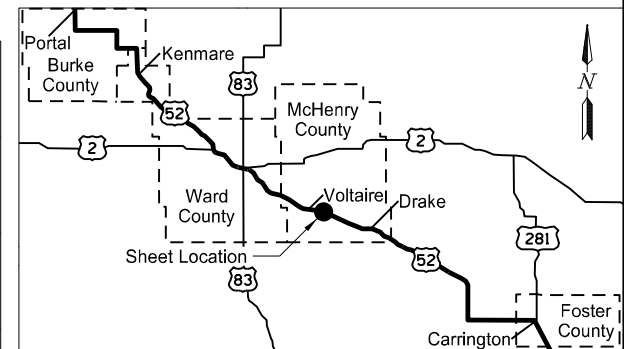 Portal
Burke
County
Kenmare
83
52
McHenry
County
N
2
2
Ward
County
Voltaire
Drake
Sheet Location
52
281
83
Foster
County
Carrington